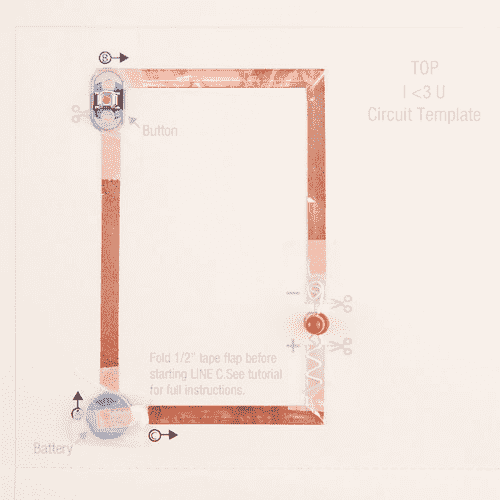 B
TOP
I <3 U
Circuit Template
Button
−
+
Fold 1/2" tape flap before
starting LINE C.See tutorial
for full instructions.
C
Battery